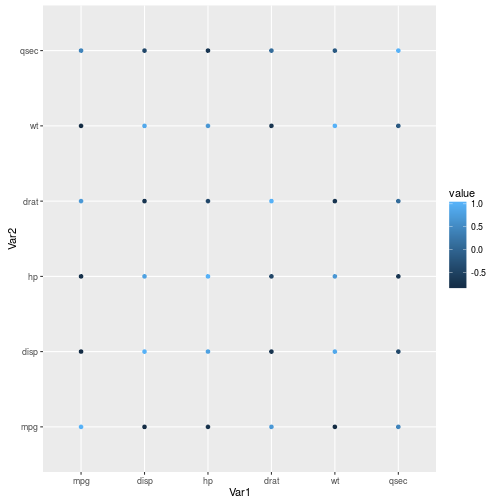 qsec
wt
drat
hp
disp
mpg
Var2
mpg disp hp drat wt qsec
Var1
value
1.0
0.5
0.0
-0.5